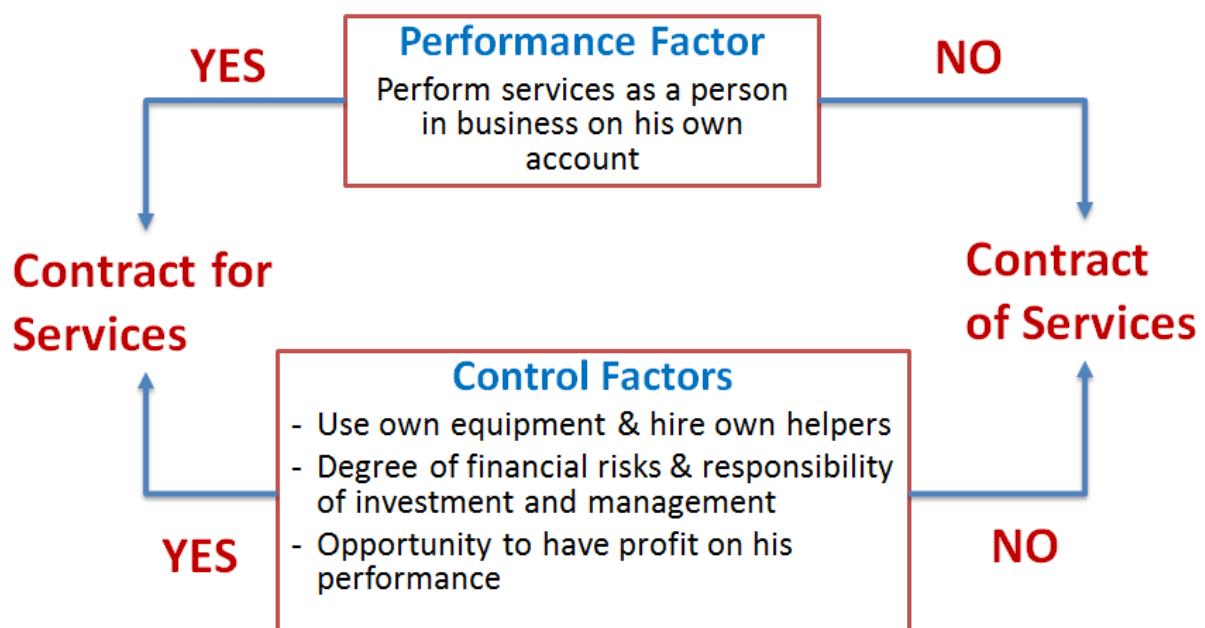 Performance Factor
YES
NO
Perform services as a person
in business on his own
account
Contract for
Services
Contract
of Services
Control Factors
- Use own equipment & hire own helpers
- Degree of financial risks & responsibility
of investment and management
- Opportunity to have profit on his
performance
YES
NO